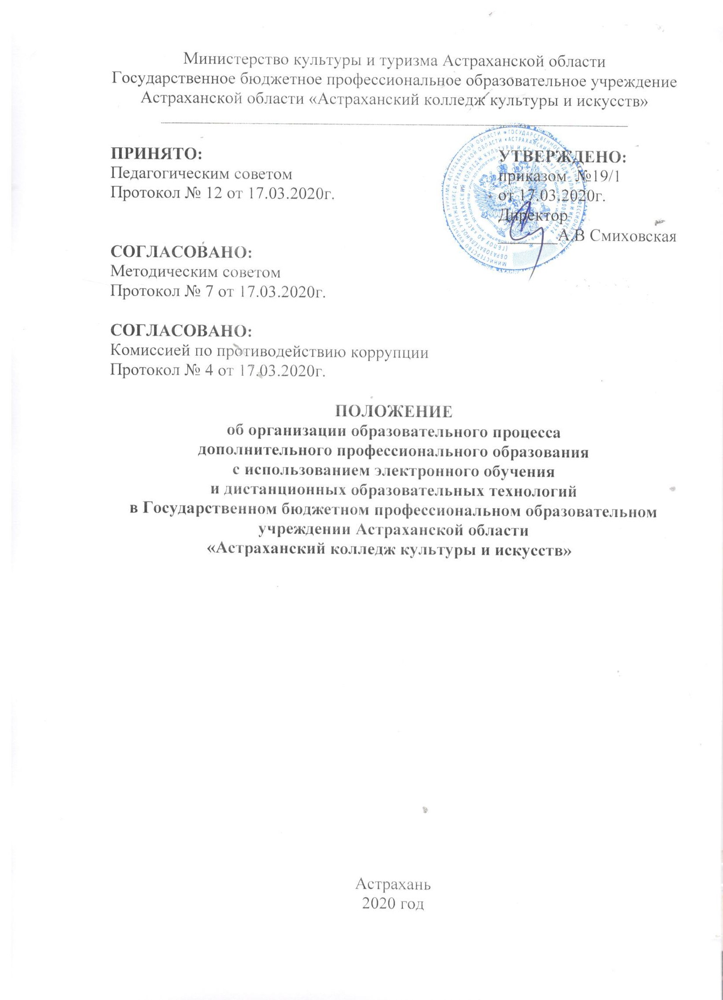 Министерство культуры и туризма Астраханской области
Государственное бюджетное профессиональное образовательное учреждение
Астраханской области «Астраханский колледж культуры и искусств»
ПРИНЯТО:
Педагогическим советом
Протокол № 12 от 17.03.2020г.
УТВЕРЖДЕНО:
приказом №19/1
от 17.03.2020г.
Директор
А.В Смиховская
СОГЛАСОВАНО:
Методическим советом
Протокол № 7 от 17.03.2020г.
СОГЛАСОВАНО:
Комиссией по противодействию коррупции
Протокол № 4 от 17.03.2020г.
ПОЛОЖЕНИЕ
об организации образовательного процесса
дополнительного профессионального образования
с использованием электронного обучения
и дистанционных образовательных технологий
в Государственном бюджетном профессиональном образовательном
учреждении Астраханской области
«Астраханский колледж культуры и искусств»
Астрахань
2020 год